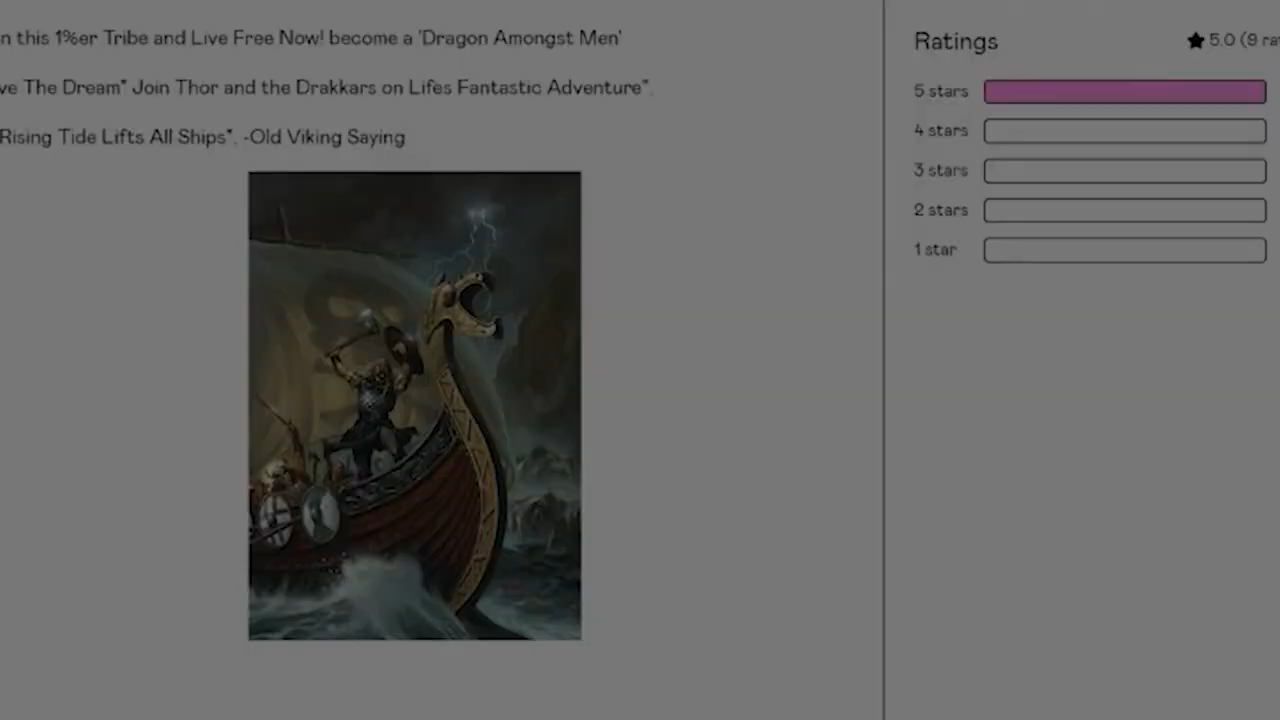 n this 1%er Tribe and Live Free Now! become a 'Dragon Amongst Men'
ve The Dream" Join Thor and the Drakkars on Lifes Fantastic Adventure".
Rising Tide Lifts All Ships". -Old Viking Saying
Ratings
★ 5.0 (9 ra
5 stars
4 stars
3 stars
2 stars
1 star